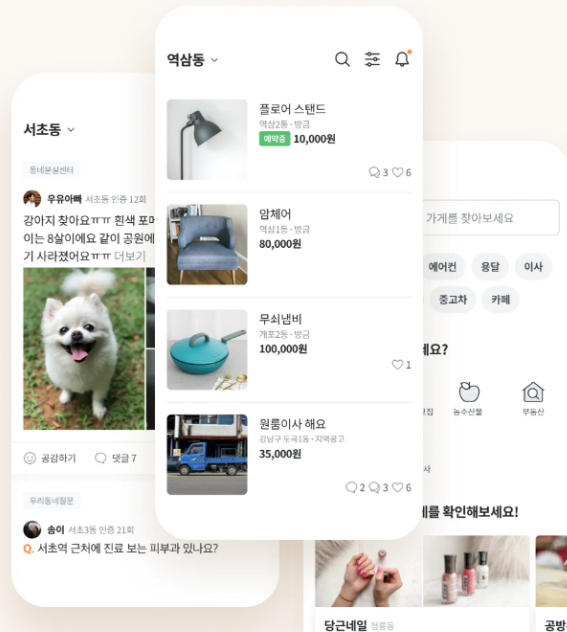 서초동
동네분실센터
우유아빠 서초동 인증 12회
강아지 찾아요ㅠㅠ 흰색 포메
이는 8살이에요 같이 공원에
기 사라졌어요ㅠㅠ 더보기
공감하기 댓글 7
우리동네질문
송이 서초3동 인증 21회
Q. 서초역 근처에 진료 보는 피부과 있나요?
역삼동
플로어 스탠드
역삼2동 · 방금
예약중 10,000원
3 6
암체어
역삼1동 · 방금
80,000원
무쇠냄비
개포2동 · 방금
100,000원
1
원룸이사 해요
강남구 도곡1동 · 지역광고
35,000원
2 3 6
가게를 찾아보세요
에어컨 용달 이사
중고차 카페
요?
농수산물 부동산
사
를 확인해보세요!
당근네일 청룡동
공방